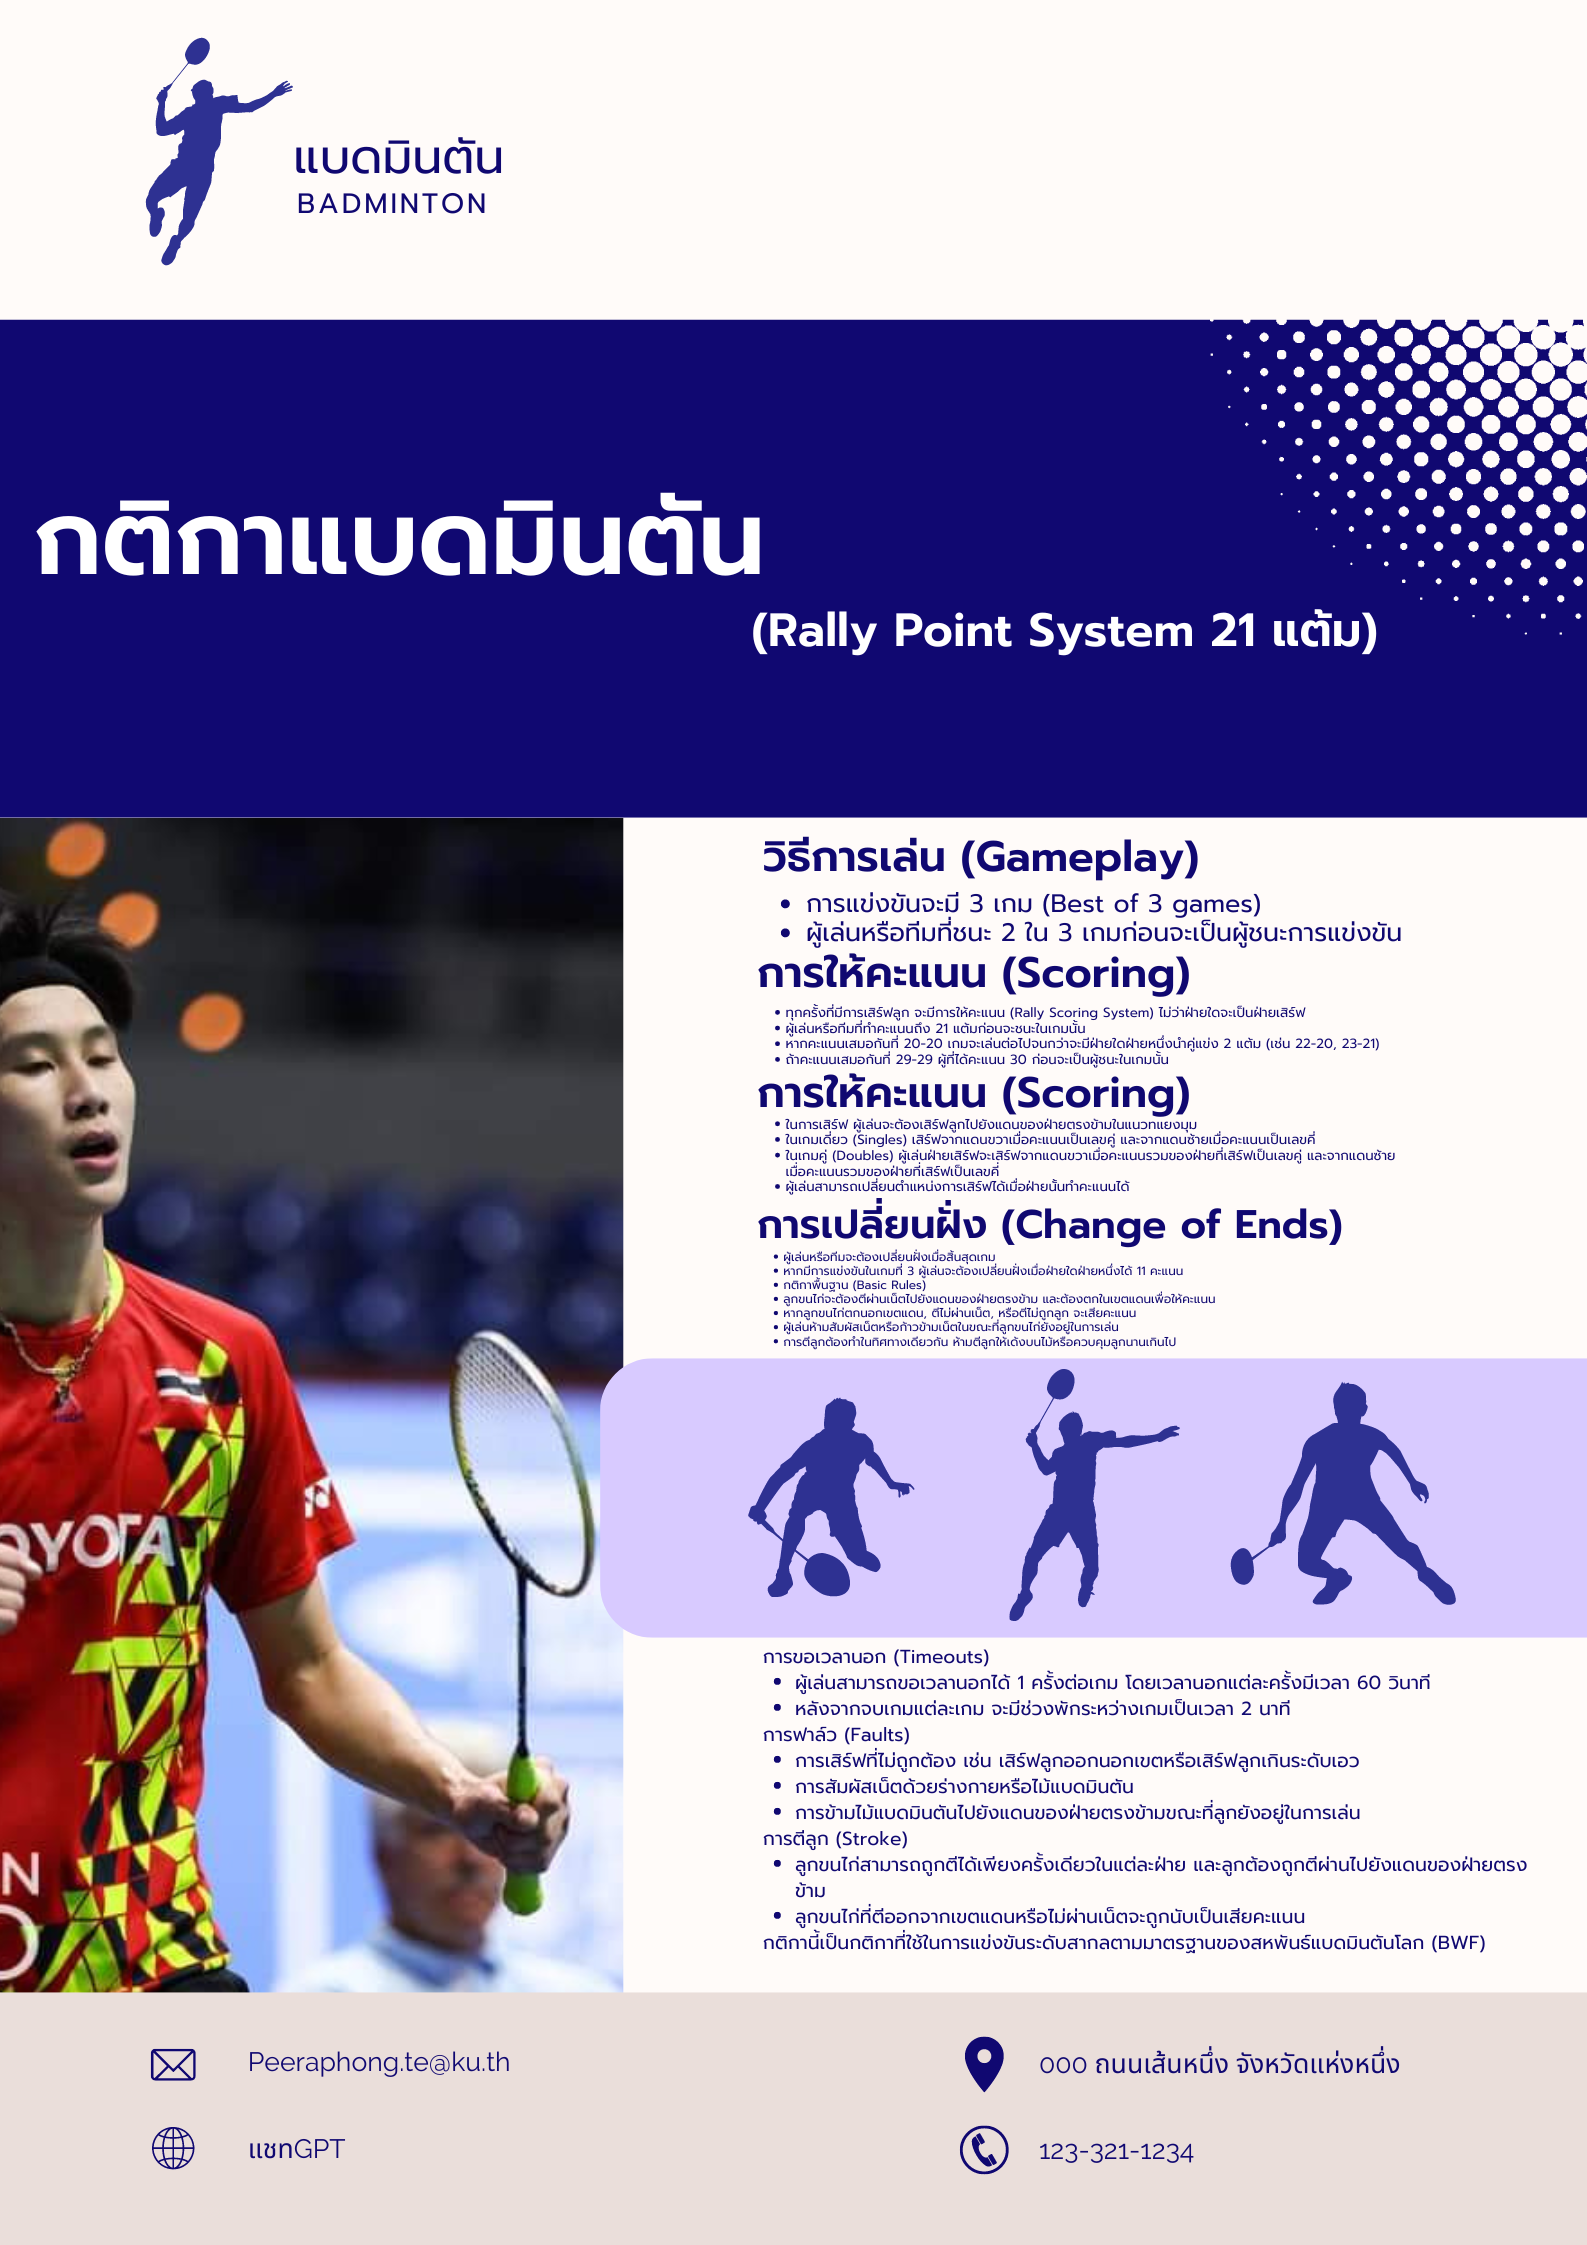 แบดมินตัน
BADMINTON
กติกาแบดมินตัน
(Rally Point System 21 แต้ม)
วิธีการเล่น (Gameplay)
• การแข่งขันจะมี 3 เกม (Best of 3 games)
• ผู้เล่นหรือทีมที่ชนะ 2 ใน 3 เกมก่อนจะเป็นผู้ชนะการแข่งขัน
การให้คะแนน (Scoring)
• ทุกครั้งที่มีการเสิร์ฟลูก จะมีการให้คะแนน (Rally Scoring System) ไม่ว่าฝ่ายใดจะเป็นฝ่ายเสิร์ฟ
• ผู้เล่นหรือทีมที่ทำคะแนนถึง 21 แต้มก่อนจะชนะในเกมนั้น
• หากคะแนนเสมอกันที่ 20-20 เกมจะเล่นต่อไปจนกว่าจะมีฝ่ายใดฝ่ายหนึ่งนำคู่แข่ง 2 แต้ม (เช่น 22-20, 23-21)
• ถ้าคะแนนเสมอกันที่ 29-29 ผู้ที่ได้คะแนน 30 ก่อนจะเป็นผู้ชนะในเกมนั้น
การให้คะแนน (Scoring)
• ในการเสิร์ฟ ผู้เล่นจะต้องเสิร์ฟลูกไปยังแดนของฝ่ายตรงข้ามในแนวทแยงมุม
• ในเกมเดี่ยว (Singles) เสิร์ฟจากแดนขวาเมื่อคะแนนเป็นเลขคู่ และจากแดนซ้ายเมื่อคะแนนเป็นเลขคี่
• ในเกมคู่ (Doubles) ผู้เล่นฝ่ายเสิร์ฟจะเสิร์ฟจากแดนขวาเมื่อคะแนนรวมของฝ่ายที่เสิร์ฟเป็นเลขคู่ และจากแดนซ้าย
เมื่อคะแนนรวมของฝ่ายที่เสิร์ฟเป็นเลขคี่
• ผู้เล่นสามารถเปลี่ยนตำแหน่งการเสิร์ฟได้เมื่อฝ่ายนั้นทำคะแนนได้
การเปลี่ยนฝั่ง (Change of Ends)
• ผู้เล่นหรือทีมจะต้องเปลี่ยนฝั่งเมื่อสิ้นสุดเกม
• หากมีการแข่งขันในเกมที่ 3 ผู้เล่นจะต้องเปลี่ยนฝั่งเมื่อฝ่ายใดฝ่ายหนึ่งได้ 11 คะแนน
• กติกาพื้นฐาน (Basic Rules)
• ลูกขนไก่จะต้องตีผ่านเน็ตไปยังแดนของฝ่ายตรงข้าม และต้องตกในเขตแดนเพื่อให้คะแนน
• หากลูกขนไก่ตกนอกเขตแดน, ตีไม่ผ่านเน็ต, หรือตีไม่ถูกลูก จะเสียคะแนน
• ผู้เล่นห้ามสัมผัสเน็ตหรือก้าวข้ามเน็ตในขณะที่ลูกขนไก่ยังอยู่ในการเล่น
• การตีลูกต้องทำในทิศทางเดียวกัน ห้ามตีลูกให้เด้งบนไม้หรือควบคุมลูกนานเกินไป
OYOTA
N
การขอเวลานอก (Timeouts)
• ผู้เล่นสามารถขอเวลานอกได้ 1 ครั้งต่อเกม โดยเวลานอกแต่ละครั้งมีเวลา 60 วินาที
• หลังจากจบเกมแต่ละเกม จะมีช่วงพักระหว่างเกมเป็นเวลา 2 นาที
การฟาล์ว (Faults)
• การเสิร์ฟที่ไม่ถูกต้อง เช่น เสิร์ฟลูกออกนอกเขตหรือเสิร์ฟลูกเกินระดับเอว
• การสัมผัสเน็ตด้วยร่างกายหรือไม้แบดมินตัน
• การข้ามไม้แบดมินตันไปยังแดนของฝ่ายตรงข้ามขณะที่ลูกยังอยู่ในการเล่น
การตีลูก (Stroke)
• ลูกขนไก่สามารถถูกตีได้เพียงครั้งเดียวในแต่ละฝ่าย และลูกต้องถูกตีผ่านไปยังแดนของฝ่ายตรง
ข้าม
• ลูกขนไก่ที่ตีออกจากเขตแดนหรือไม่ผ่านเน็ตจะถูกนับเป็นเสียคะแนน
กติกานี้เป็นกติกาที่ใช้ในการแข่งขันระดับสากลตามมาตรฐานของสหพันธ์แบดมินตันโลก (BWF)
Peeraphong.te@ku.th
000 ถนนเส้นหนึ่ง จังหวัดแห่งหนึ่ง
แชทGPT
123-321-1234